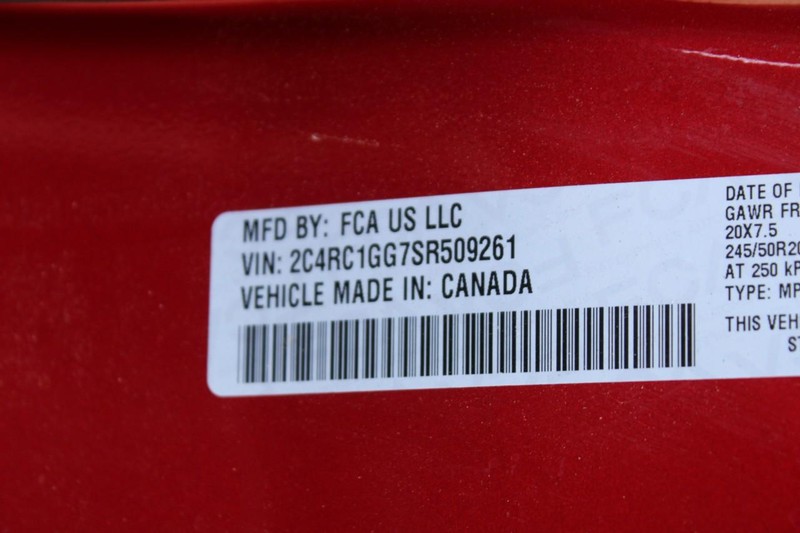 MFD BY: FCA US LLC
VIN: 2C4RC1GG7SR509261
VEHICLE MADE IN: CANADA
DATE OF
GAWR FR
20X7.5
245/50R20
AT 250 kP
TYPE: MP
THIS VEH
ST